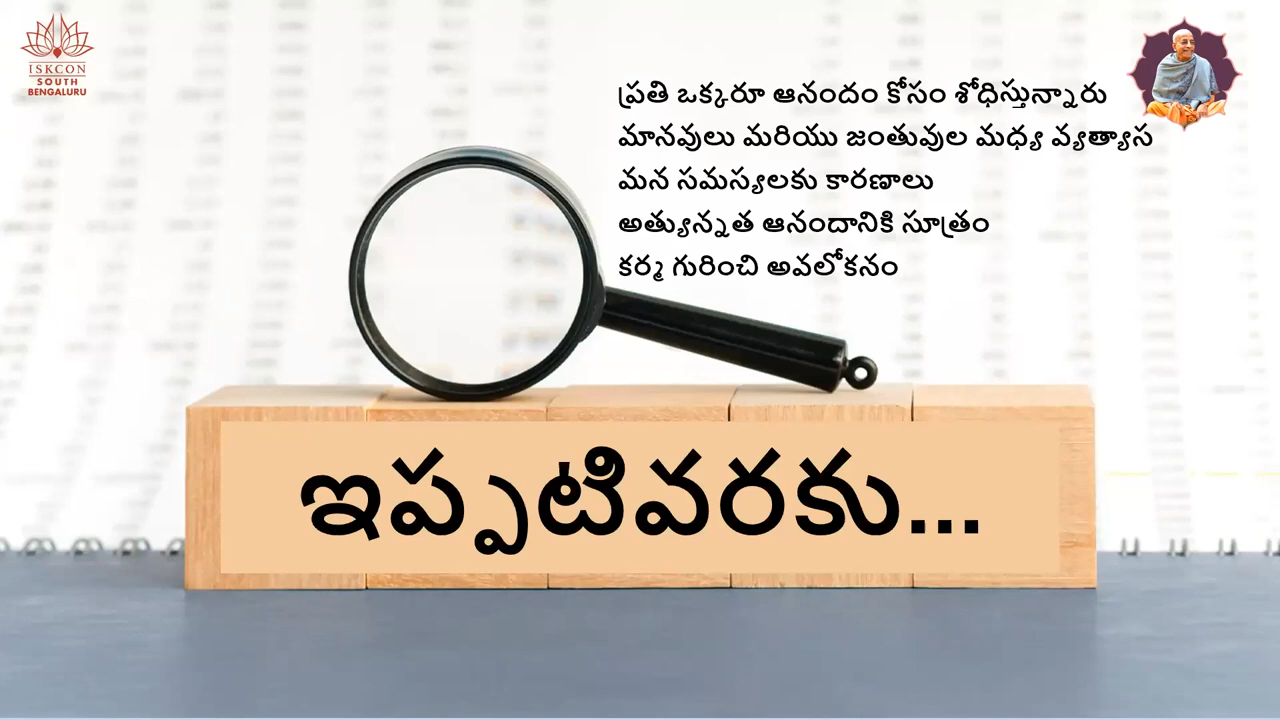 ISKCON
SOUTH
BENGALURU
ప్రతి ఒక్కరూ ఆనందం కోసం శోధిస్తున్నారు
మానవులు మరియు జంతువుల మధ్య వ్యత్యాస
మన సమస్యలకు కారణాలు
అత్యున్నత ఆనందానికి సూత్రం
కర్మ గురించి అవలోకనం
ఇప్పటివరకు...